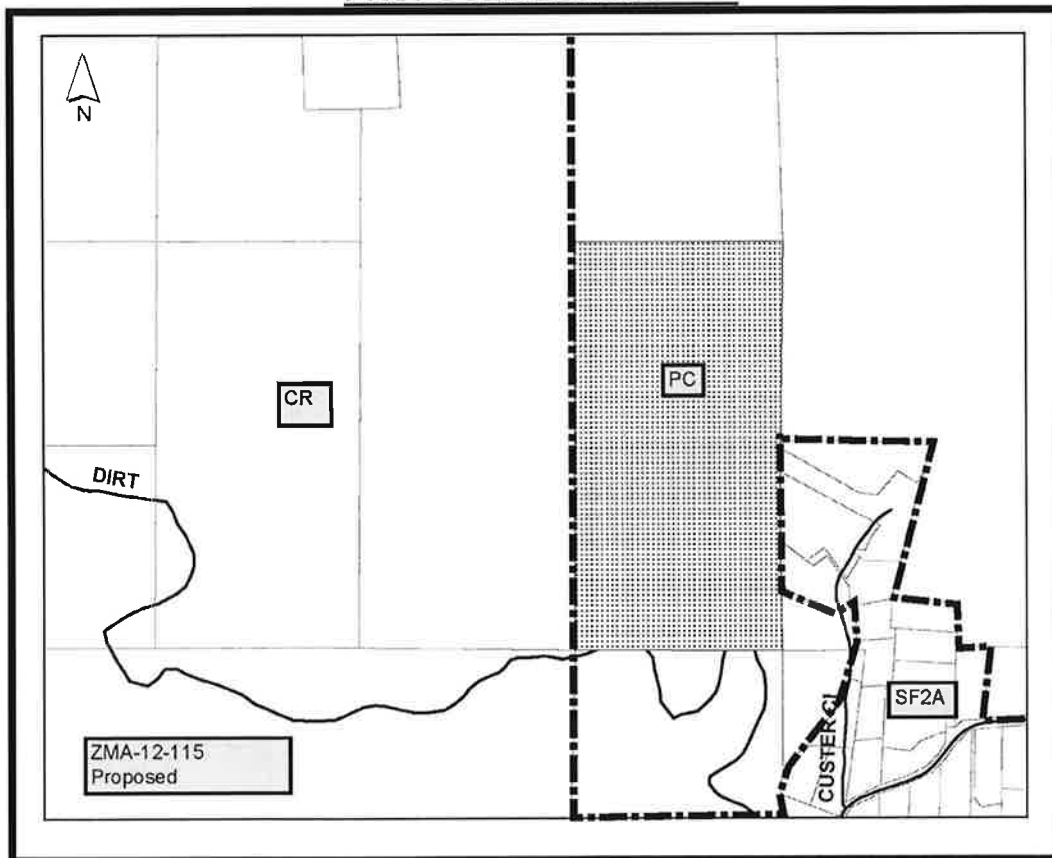 N
PC
CR
DIRT
SF2A
CUSTER CI
ZMA-12-115
Proposed